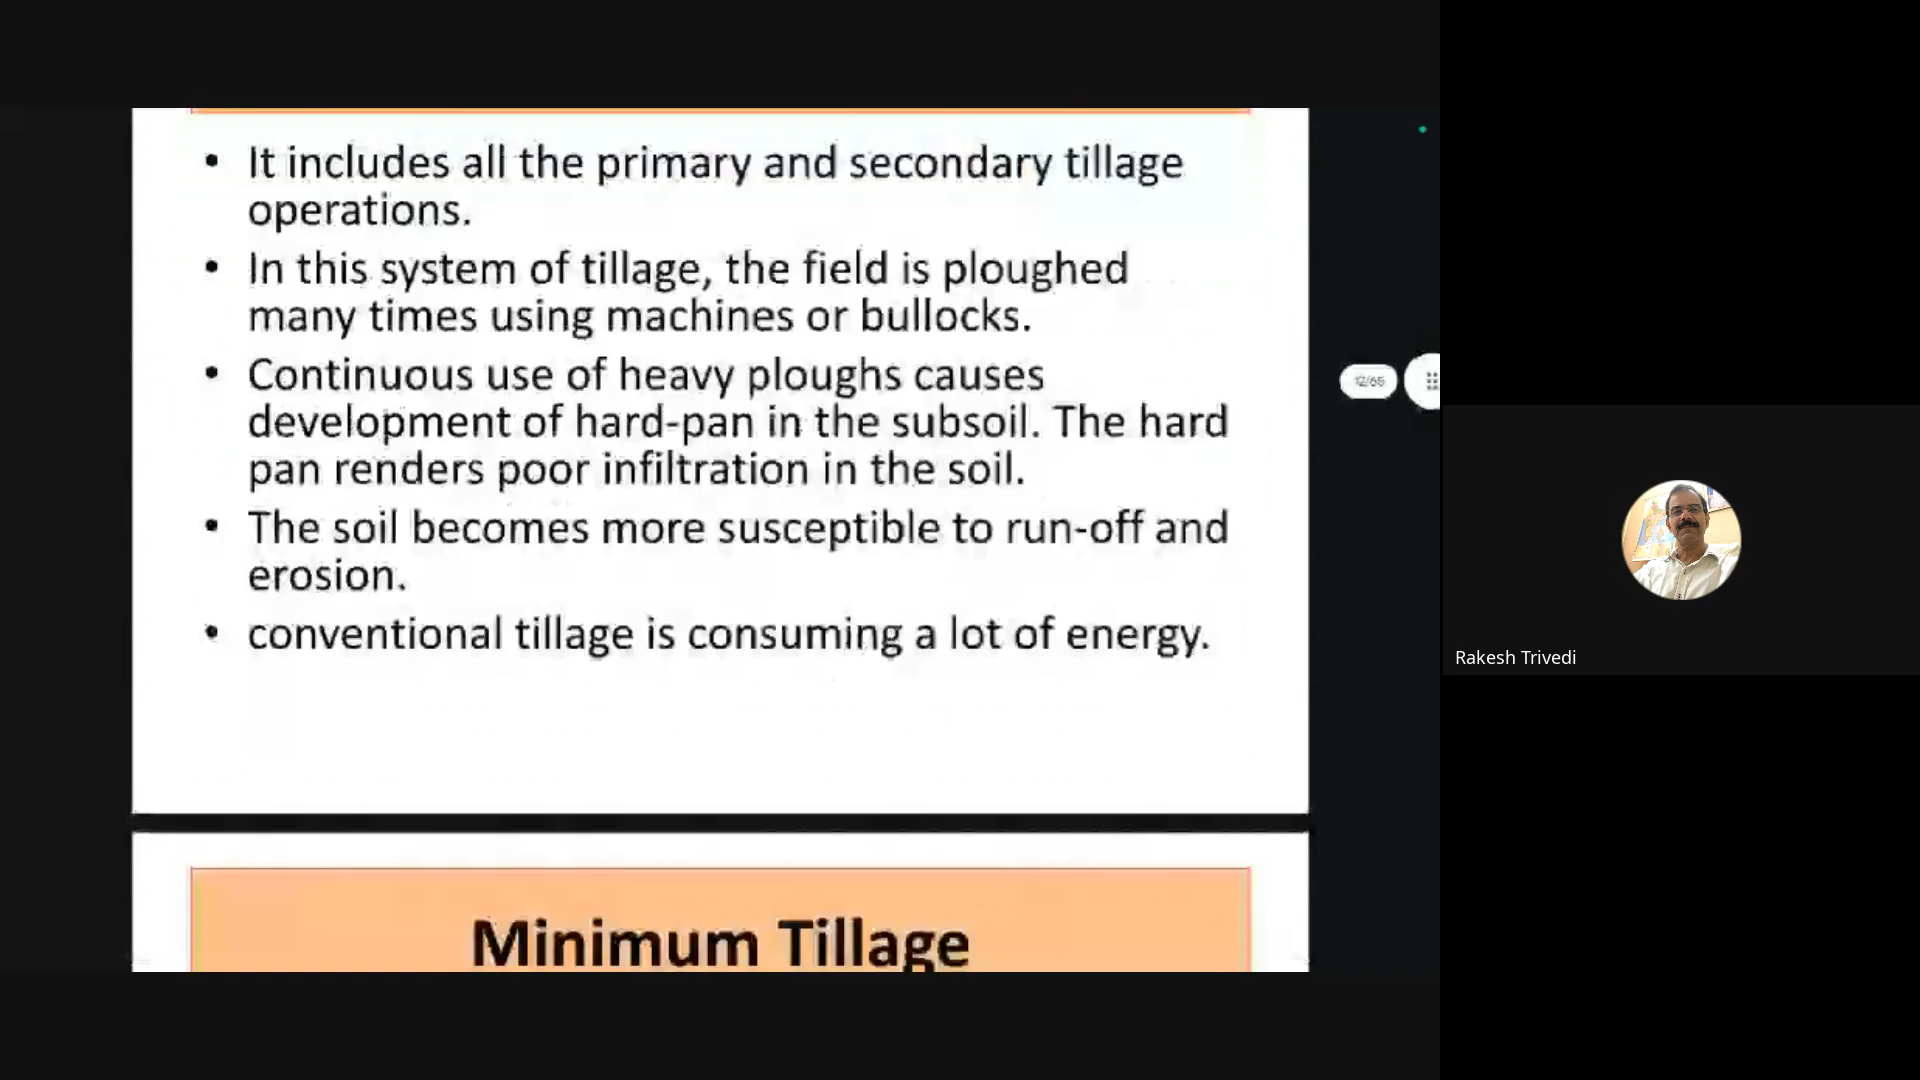 • It includes all the primary and secondary tillage
operations.
• In this system of tillage, the field is ploughed
many times using machines or bullocks.
• Continuous use of heavy ploughs causes
development of hard-pan in the subsoil. The hard
pan renders poor infiltration in the soil.
• The soil becomes more susceptible to run-off and
erosion.
• conventional tillage is consuming a lot of energy.
12/65
Minimum Tillage
Rakesh Trivedi